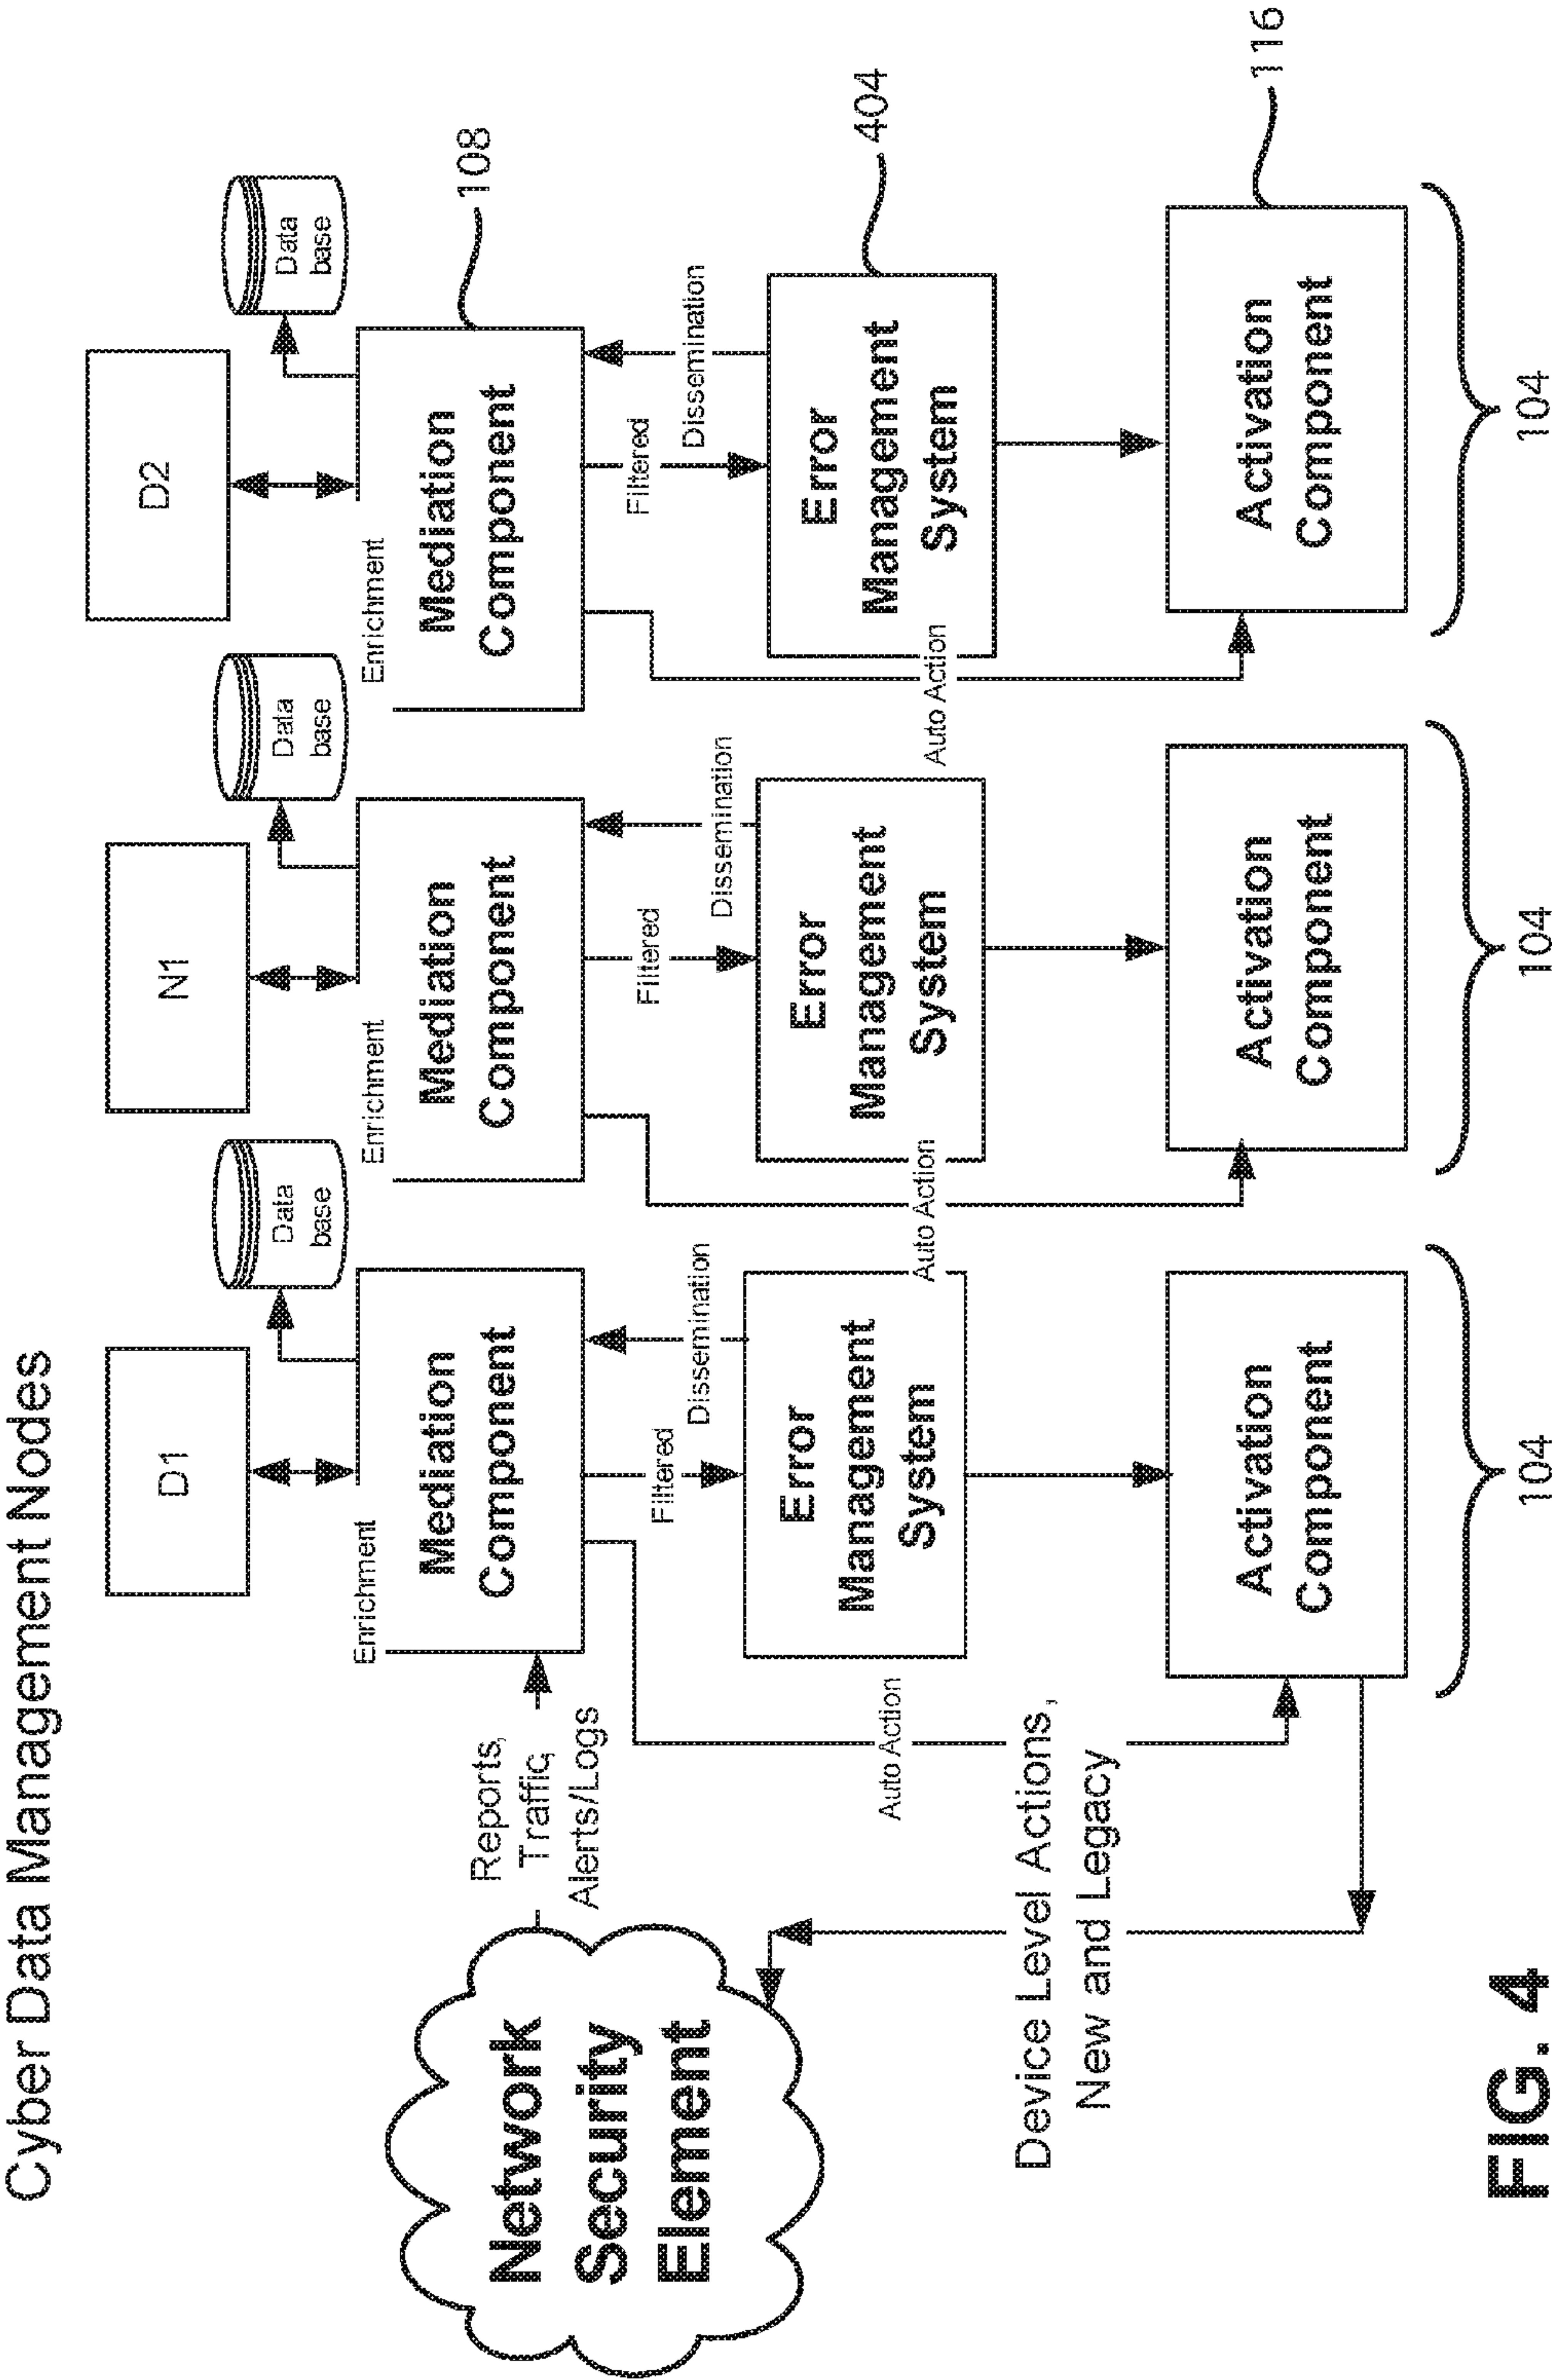 Cyber Data Management Nodes
D1
N1
D2
Data
base
Data
base
Data
base
Enrichment
Enrichment
Enrichment
108
Network
Security
Element
Reports,
Traffic,
Alerts/Logs
Mediation
Component
Mediation
Component
Mediation
Component
Filtered
Dissemination
Filtered
Dissemination
Filtered
Dissemination
404
Error
Management
System
Error
Management
System
Error
Management
System
Auto Action
Auto Action
Auto Action
Device Level Actions,
New and Legacy
116
Activation
Component
Activation
Component
Activation
Component
104
104
104
FIG. 4